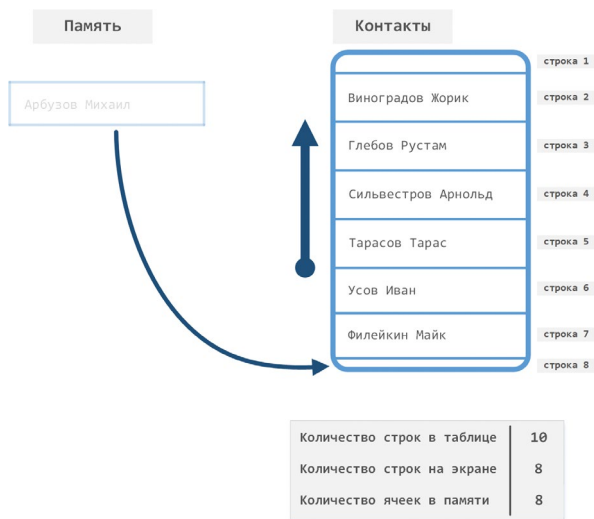 Память
Контакты
строка 1
Арбузов Михаил
Виноградов Жорик
строка 2
Глебов Рустам
строка 3
Сильвестров Арнольд
строка 4
Тарасов Тарас
строка 5
Усов Иван
строка 6
Филейкин Майк
строка 7
строка 8
Количество строк в таблице 10
Количество строк на экране 8
Количество ячеек в памяти 8